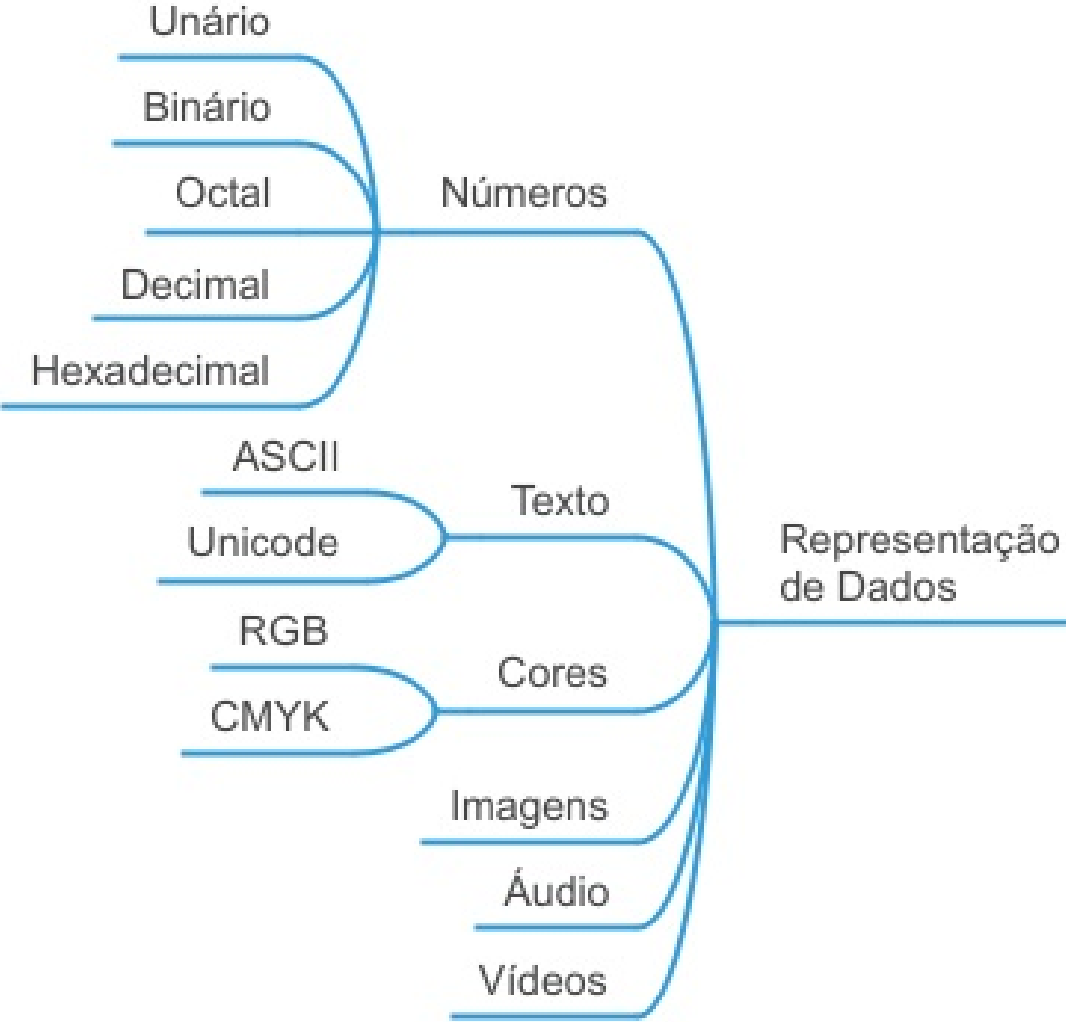 Unário
Binário
Octal
Números
Decimal
Hexadecimal
ASCII
Texto
Unicode
Representação
de Dados
RGB
Cores
CMYK
Imagens
Áudio
Vídeos